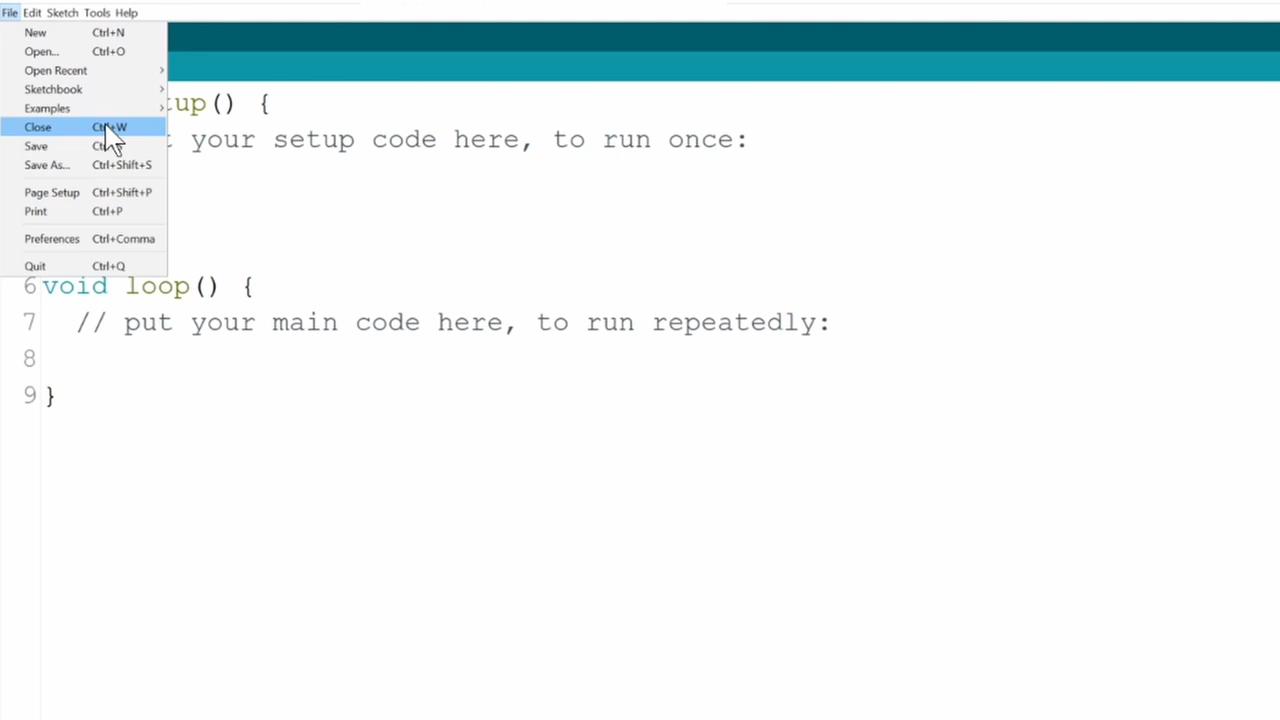 File Edit Sketch Tools Help
New Ctrl+N
Open... Ctrl+O
Open Recent
Sketchbook
Examples
Close Ctrl+W
Save
Save As... Ctrl+Shift+S
Page Setup Ctrl+Shift+P
Print Ctrl+P
Preferences Ctrl+Comma
Quit Ctrl+Q
tup() {
your setup code here, to run once:
6 void loop() {
7 // put your main code here, to run repeatedly:
8
9 }